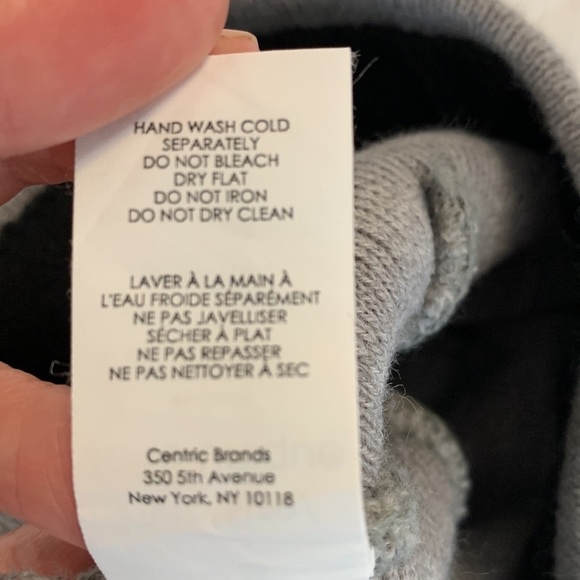 HAND WASH COLD
SEPARATELY
DO NOT BLEACH
DRY FLAT
DO NOT IRON
DO NOT DRY CLEAN
LAVER À LA MAIN À
L'EAU FROIDE SÉPARÉMENT
NE PAS JAVELLISER
SÉCHER À PLAT
NE PAS REPASSER
NE PAS NETTOYER À SEC
Centric Brands
350 5th Avenue
New York, NY 10118